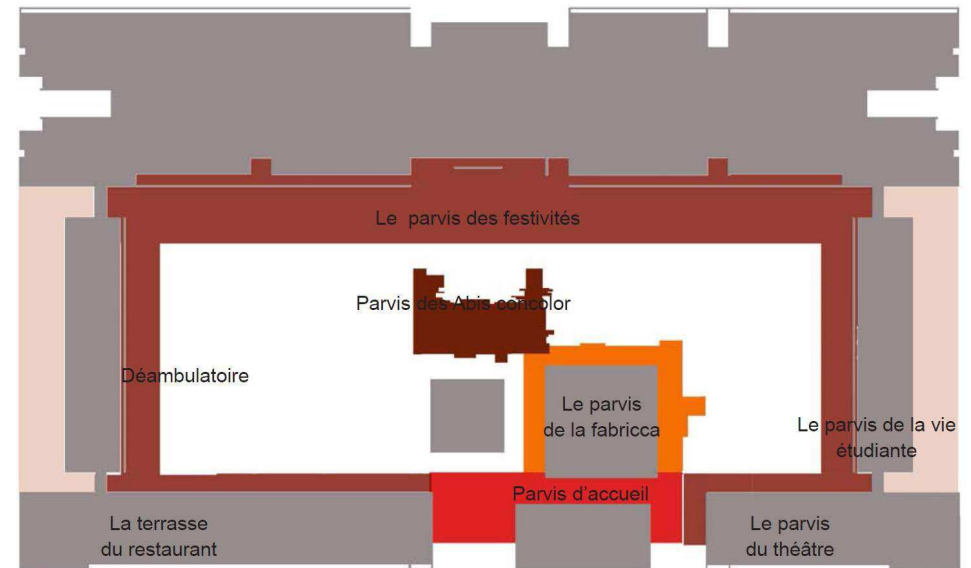 Le parvis des festivités
Parvis des Abis concolor
Déambulatoire
Le parvis
de la fabricca
Le parvis de la vie
étudiante
Parvis d'accueil
La terrasse
du restaurant
Le parvis
du théâtre